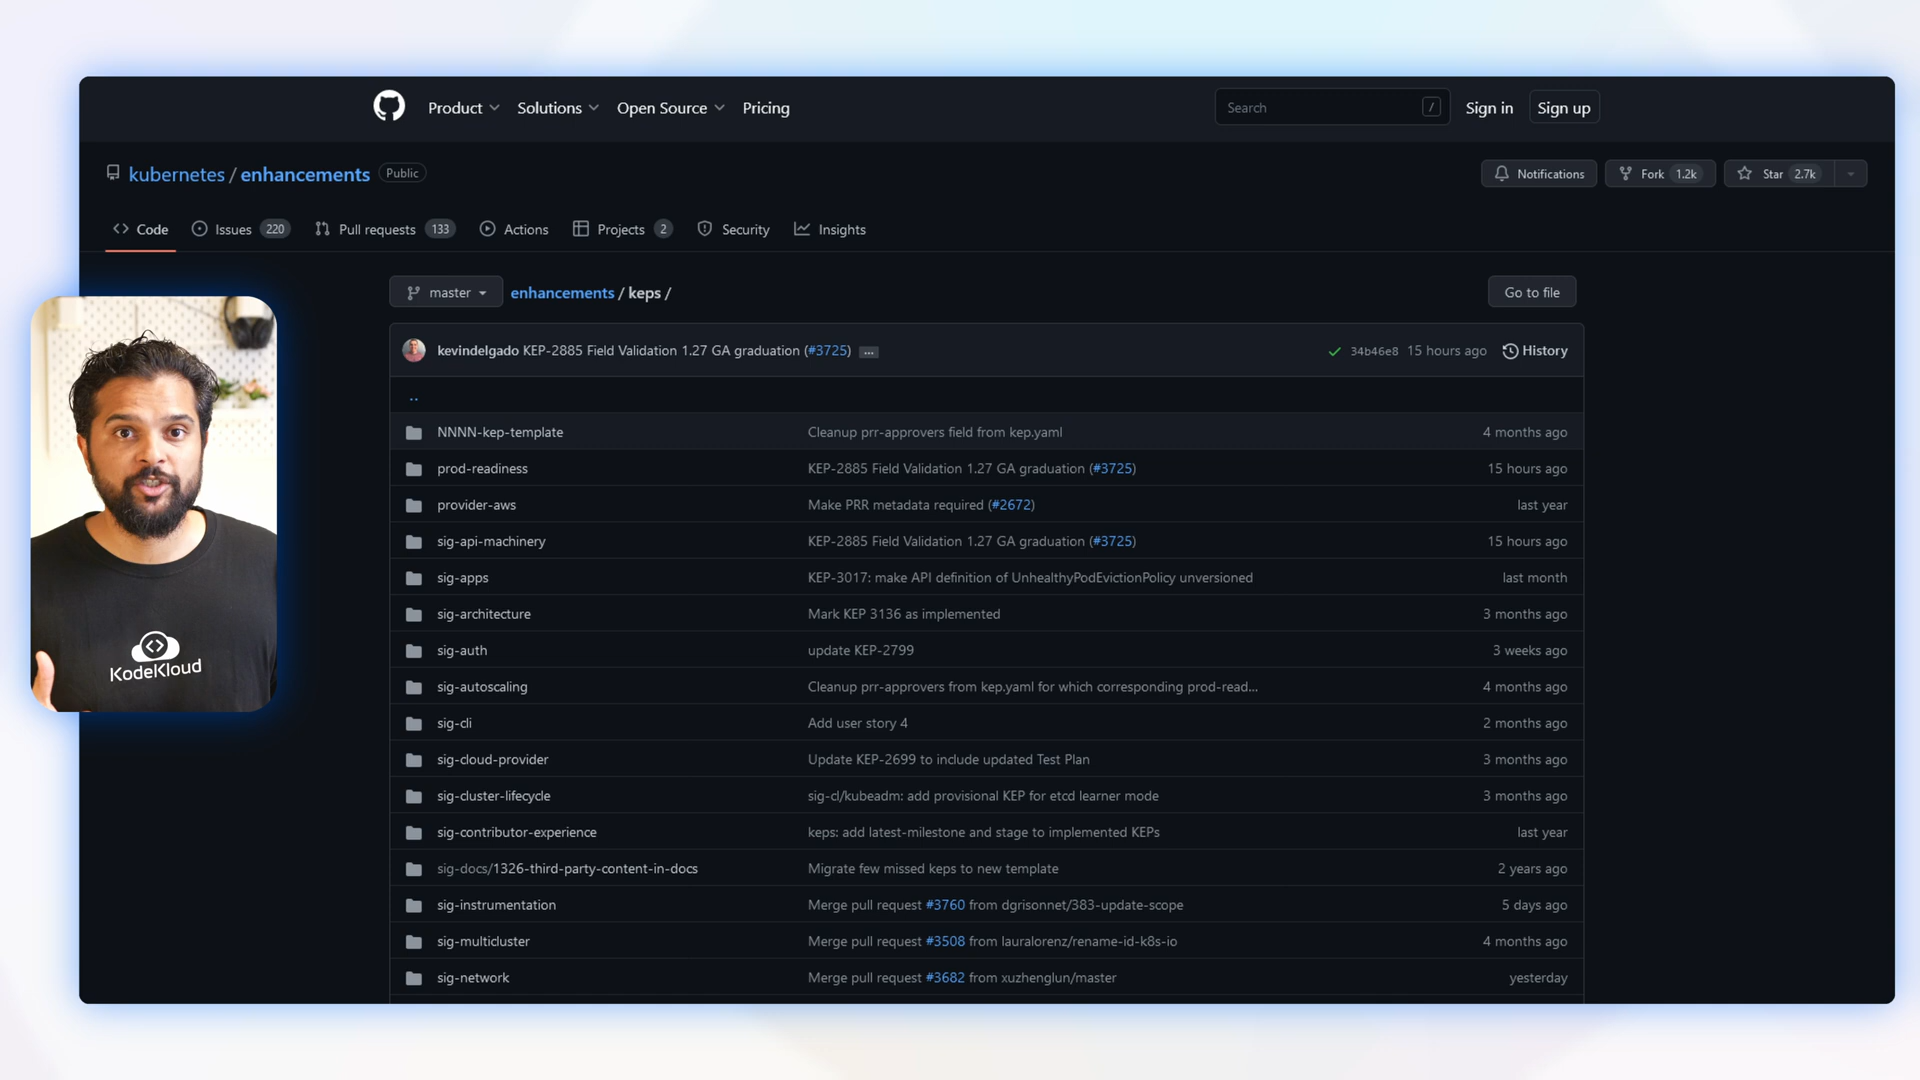 Product Solutions Open Source Pricing Search / Sign in Sign up
kubernetes / enhancements Public Notifications Fork 1.2k Star 2.7k
Code Issues 220 Pull requests 133 Actions Projects 2 Security Insights
master enhancements / keps / Go to file
kevindelgado KEP-2885 Field Validation 1.27 GA graduation (#3725) ... 34b46e8 15 hours ago History
..
NNNN-kep-template Cleanup prr-approvers field from kep.yaml 4 months ago
prod-readiness KEP-2885 Field Validation 1.27 GA graduation (#3725) 15 hours ago
provider-aws Make PRR metadata required (#2672) last year
sig-api-machinery KEP-2885 Field Validation 1.27 GA graduation (#3725) 15 hours ago
sig-apps KEP-3017: make API definition of UnhealthyPodEvictionPolicy unversioned last month
sig-architecture Mark KEP 3136 as implemented 3 months ago
sig-auth update KEP-2799 3 weeks ago
sig-autoscaling Cleanup prr-approvers from kep.yaml for which corresponding prod-read... 4 months ago
sig-cli Add user story 4 2 months ago
sig-cloud-provider Update KEP-2699 to include updated Test Plan 3 months ago
sig-cluster-lifecycle sig-cl/kubeadm: add provisional KEP for etcd learner mode 3 months ago
sig-contributor-experience keps: add latest-milestone and stage to implemented KEPs last year
sig-docs/1326-third-party-content-in-docs Migrate few missed keps to new template 2 years ago
sig-instrumentation Merge pull request #3760 from dgrisonnet/383-update-scope 5 days ago
sig-multicluster Merge pull request #3508 from lauralorenz/rename-id-k8s-io 4 months ago
sig-network Merge pull request #3682 from xuzhenglun/master yesterday
KodeKloud